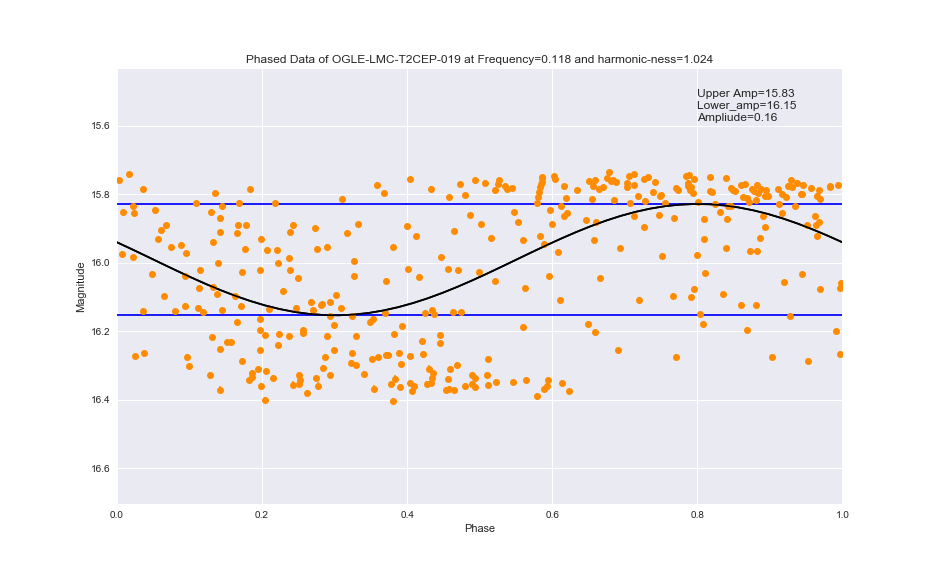 Phased Data of OGLE-LMC-T2CEP-019 at Frequency=0.118 and harmonic-ness=1.024
Upper Amp=15.83
Lower_amp=16.15
Ampliude=0.16
15.6
15.8
16.0
16.2
16.4
16.6
Magnitude
0.0
0.2
0.4
0.6
0.8
1.0
Phase